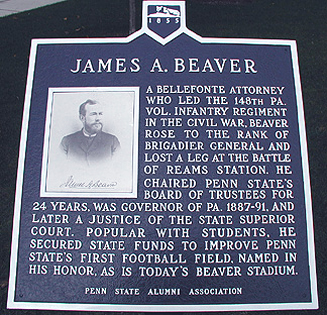 1855
JAMES A. BEAVER
A BELLEFONTE ATTORNEY
WHO LED THE 148TH PA.
VOL. INFANTRY REGIMENT
IN THE CIVIL WAR, BEAVER
ROSE TO THE RANK OF
BRIGADIER GENERAL AND
LOST A LEG AT THE BATTLE
OF REAMS STATION. HE
CHAIRED PENN STATE'S
BOARD OF TRUSTEES FOR
24 YEARS, WAS GOVERNOR OF PA. 1887-91, AND
LATER A JUSTICE OF THE STATE SUPERIOR
COURT. POPULAR WITH STUDENTS, HE
SECURED STATE FUNDS TO IMPROVE PENN
STATE'S FIRST FOOTBALL FIELD, NAMED IN
HIS HONOR, AS IS TODAY'S BEAVER STADIUM.
PENN STATE ALUMNI ASSOCIATION